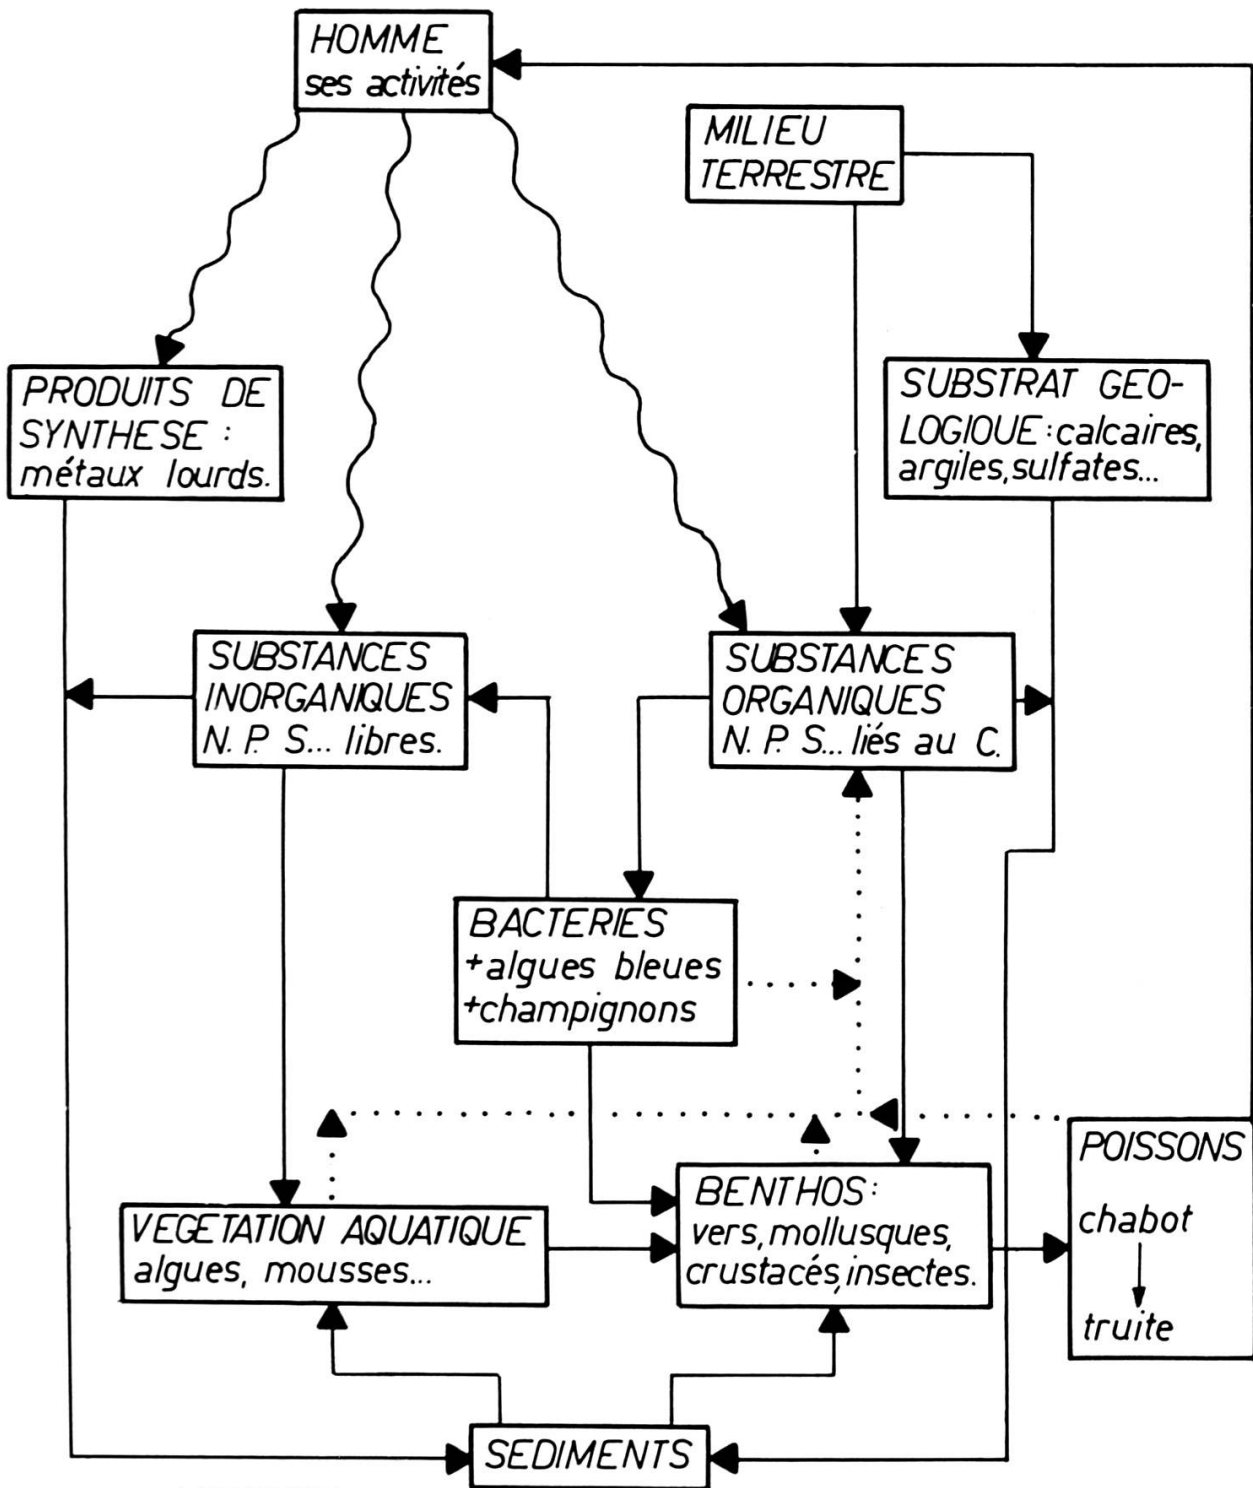 HOMME
ses activités
MILIEU
TERRESTRE
PRODUITS DE
SYNTHESE :
métaux lourds.
SUBSTRAT GEO-
LOGIQUE : calcaires,
argiles, sulfates...
SUBSTANCES
INORGANIQUES
N. P. S... libres.
SUBSTANCES
ORGANIQUES
N. P. S... liés au C.
BACTERIES
+algues bleues
+champignons
VEGETATION AQUATIQUE
algues, mousses...
BENTHOS :
vers, mollusques,
crustacés, insectes.
POISSONS
chabot
truite
SEDIMENTS